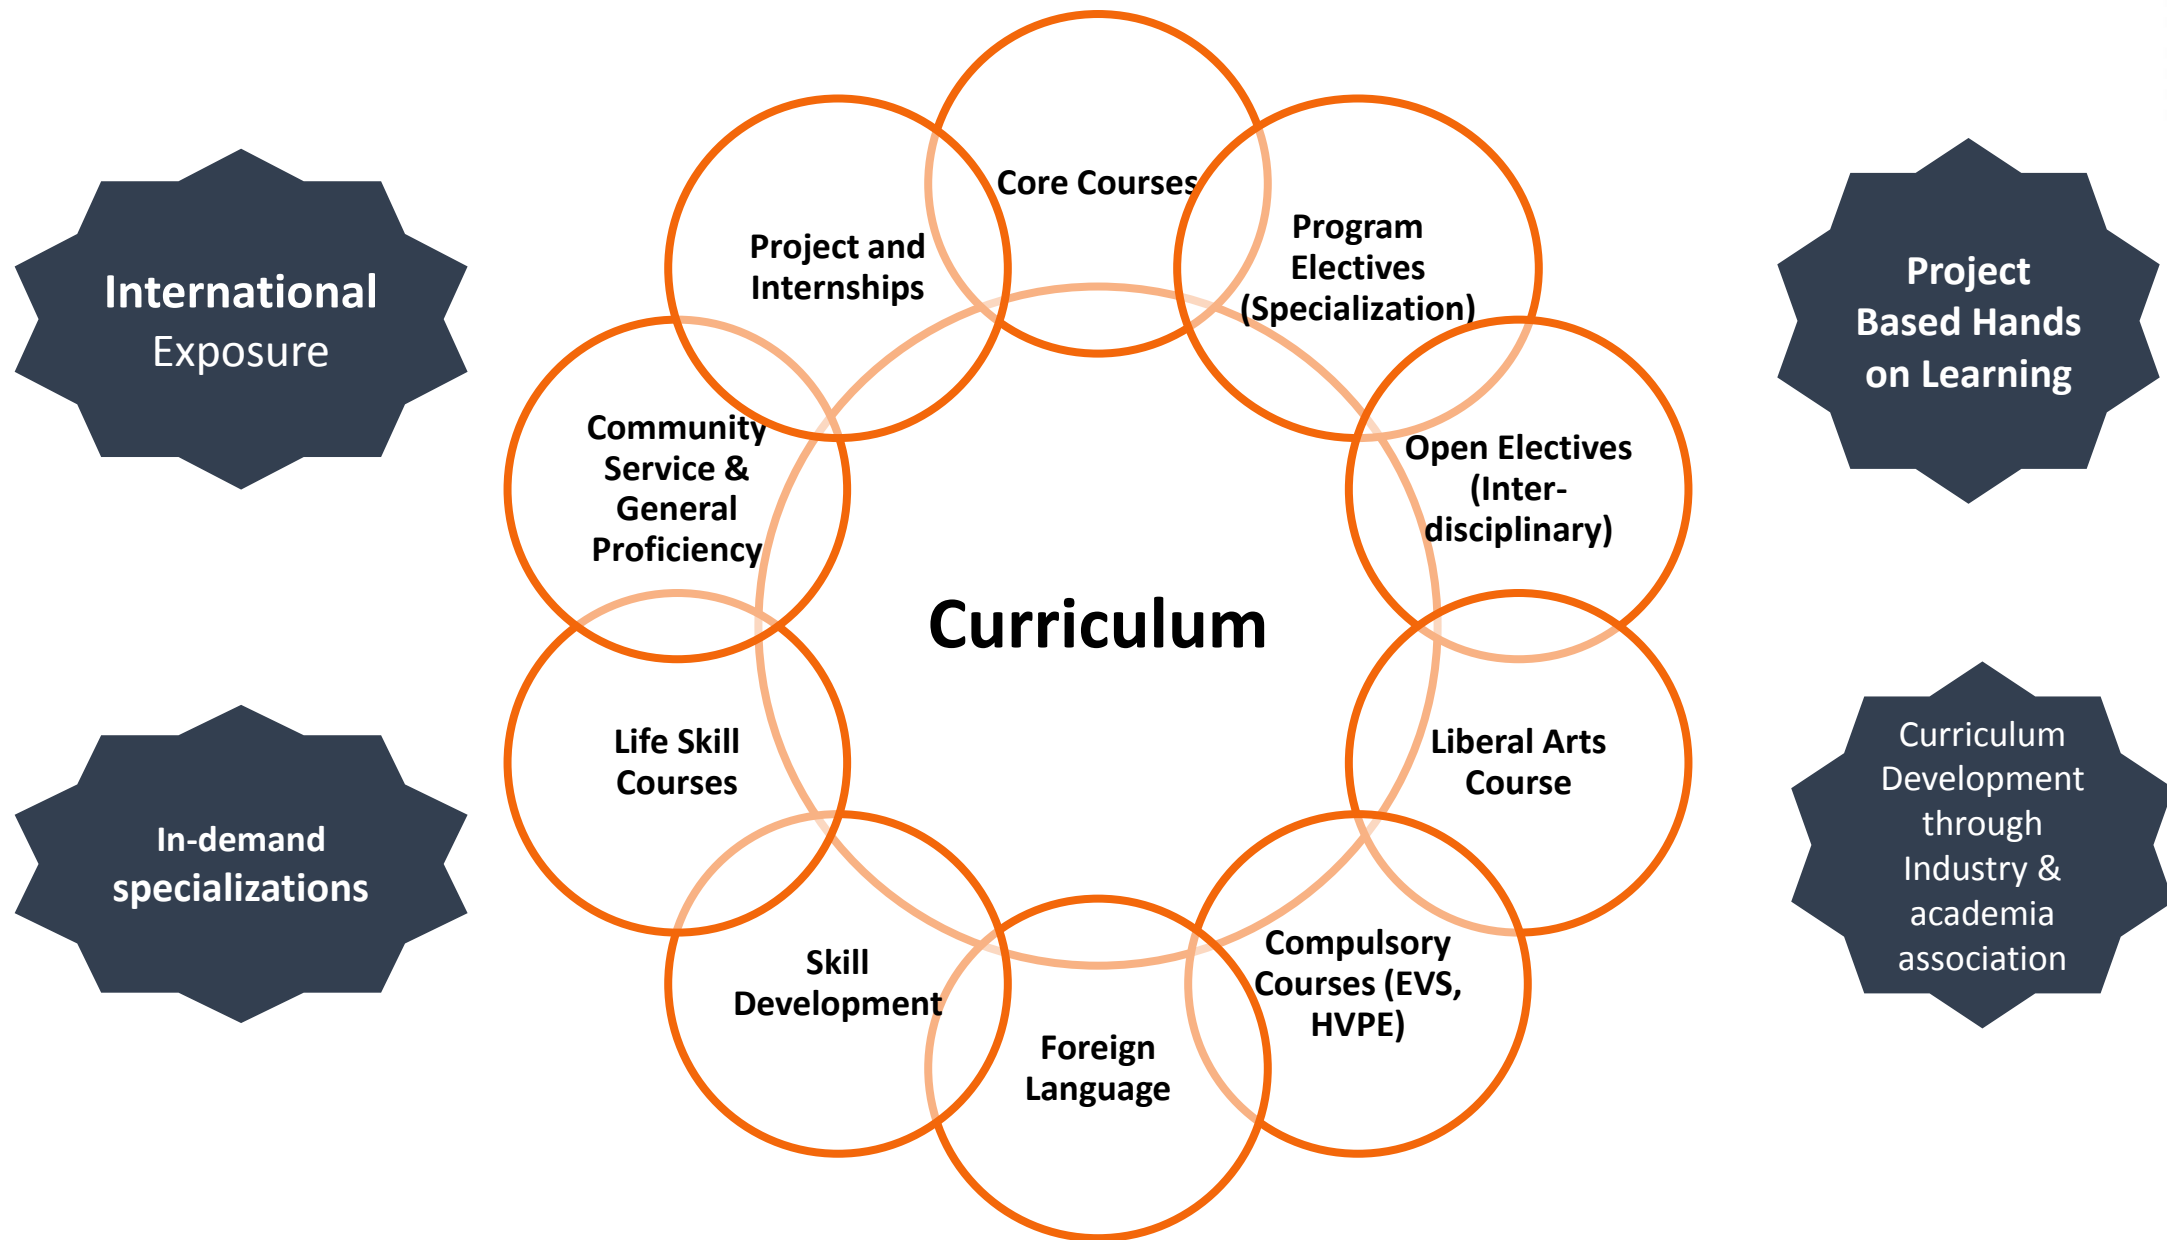 Core Courses
Program
Electives
(Specialization)
Open Electives
(Inter-
disciplinary)
Liberal Arts
Course
Compulsory
Courses (EVS,
HVPE)
Foreign
Language
Skill
Development
Life Skill
Courses
Community
Service &
General
Proficiency
Project and
Internships
Curriculum
International
Exposure
In-demand
specializations
Project
Based Hands
on Learning
Curriculum
Development
through
Industry &
academia
association